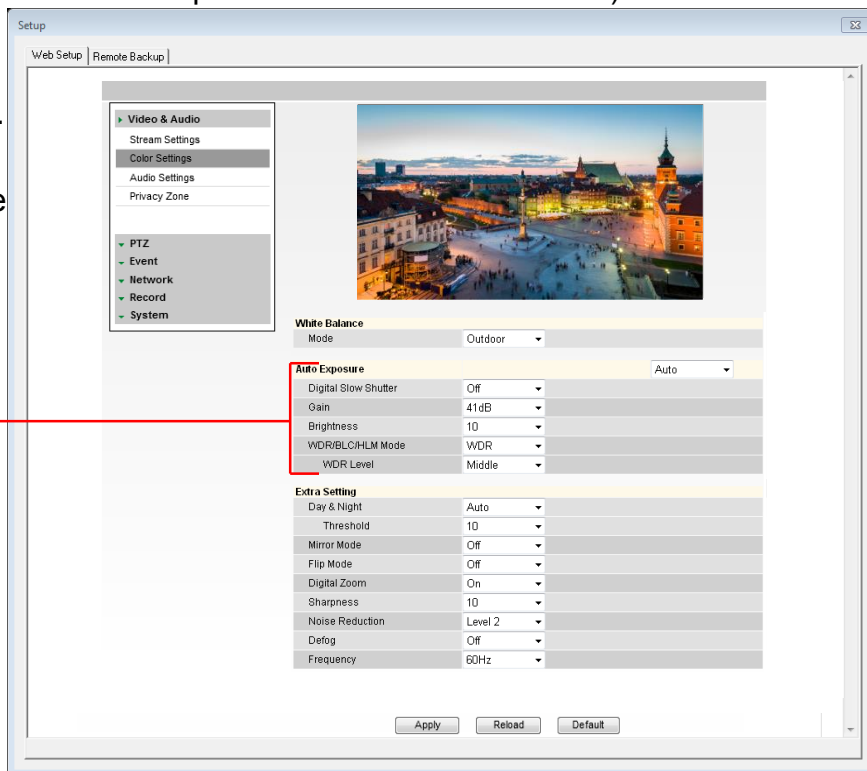 Setup
Web Setup Remote Backup
Video & Audio
Stream Settings
Color Settings
Audio Settings
Privacy Zone
PTZ
Event
Network
Record
System
White Balance
Mode Outdoor
Auto Exposure Auto
Digital Slow Shutter Off
Gain 41dB
Brightness 10
WDR/BLC/HLM Mode WDR
WDR Level Middle
Extra Setting
Day & Night Auto
Threshold 10
Mirror Mode Off
Flip Mode Off
Digital Zoom On
Sharpness 10
Noise Reduction Level 2
Defog Off
Frequency 60Hz
Apply Reload Default